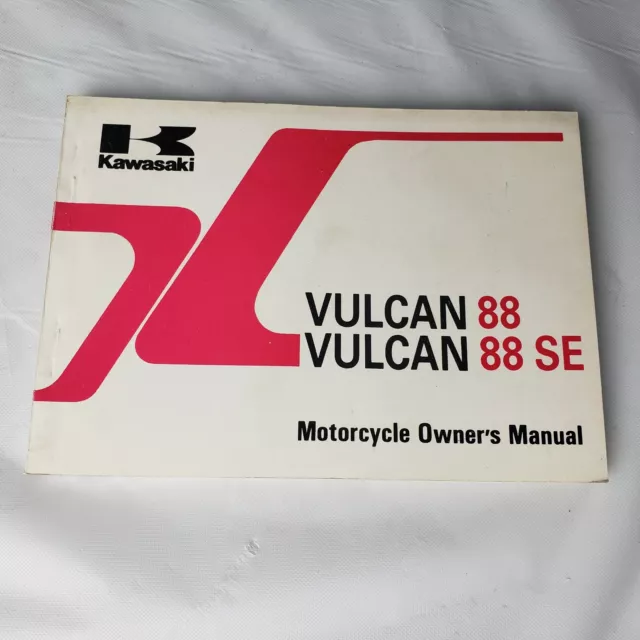 Kawasaki
VULCAN 88
VULCAN 88 SE
Motorcycle Owner's Manual